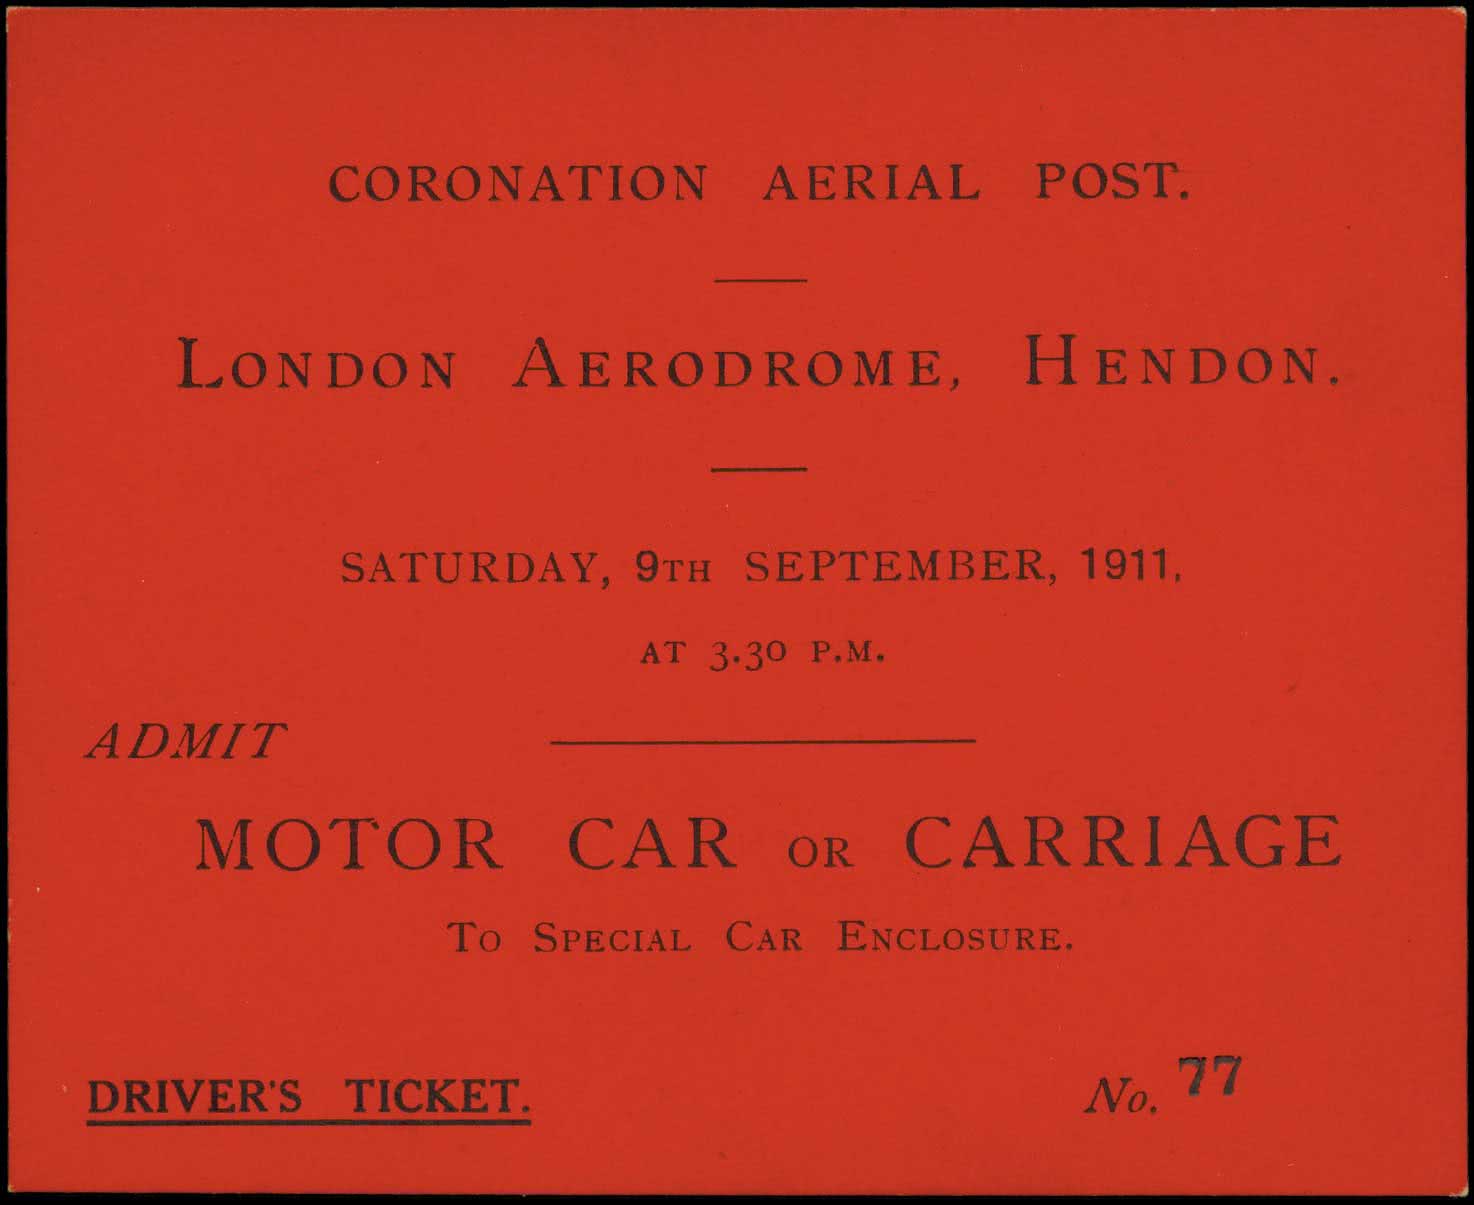 CORONATION AERIAL POST.
LONDON AERODROME, HENDON.
SATURDAY, 9TH SEPTEMBER, 1911,
AT 3.30 P.M.
ADMIT
MOTOR CAR OR CARRIAGE
TO SPECIAL CAR ENCLOSURE.
DRIVER'S TICKET. No. 77